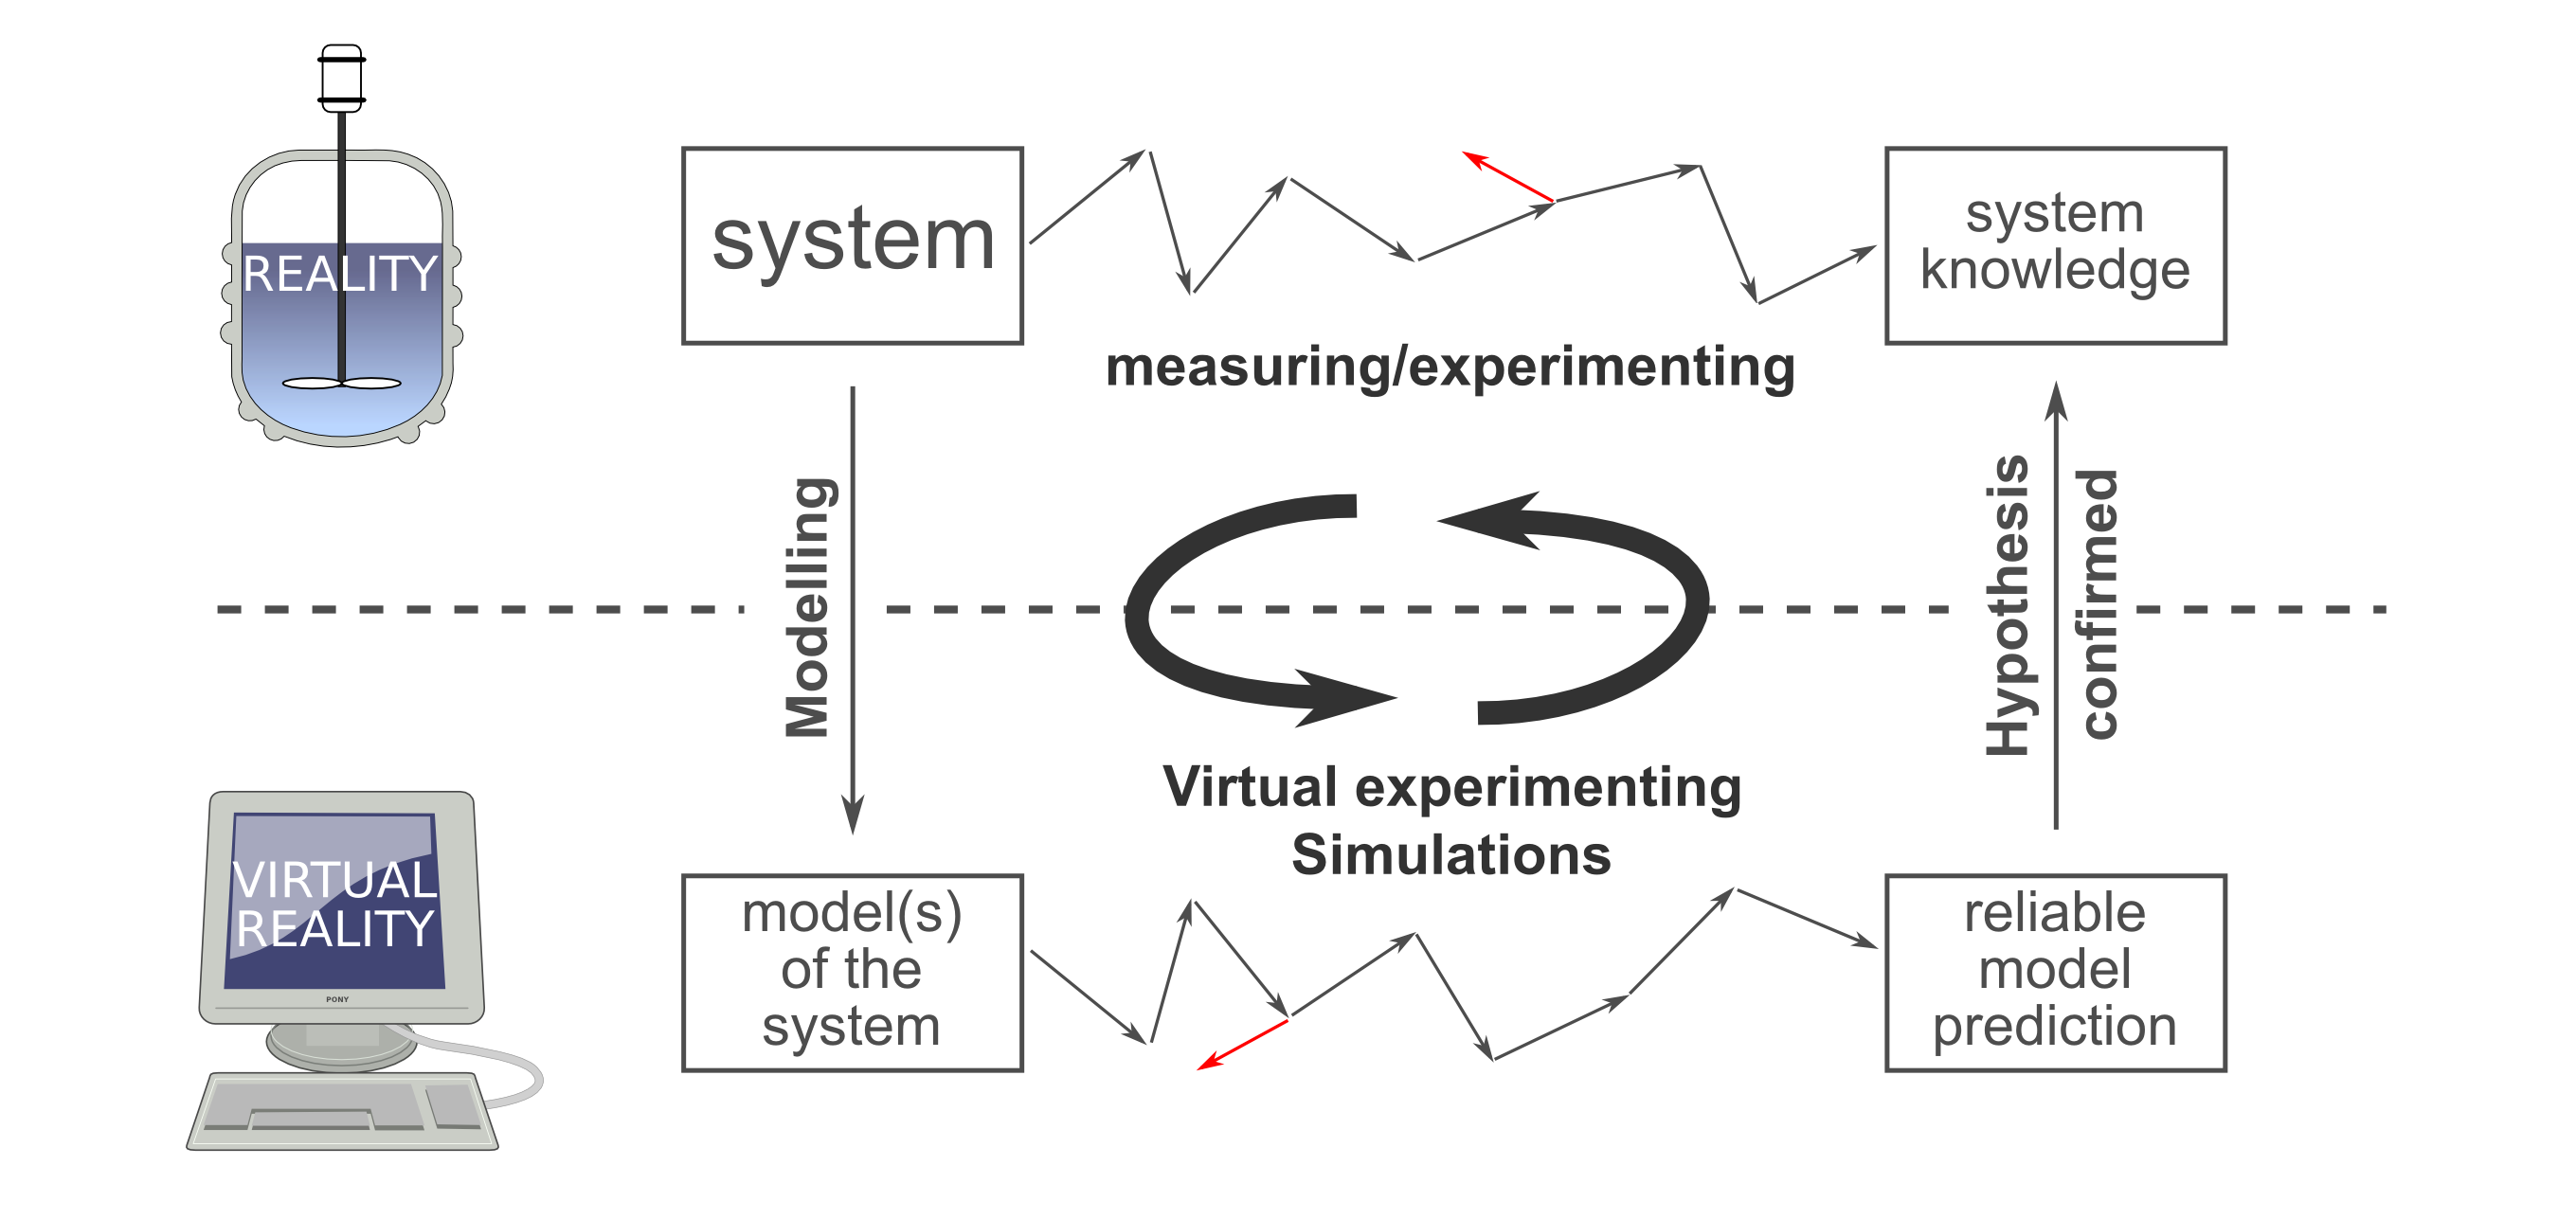 REALITY
system
system
knowledge
measuring/experimenting
Modelling
Hypothesis
confirmed
Virtual experimenting
Simulations
VIRTUAL
REALITY
PONY
model(s)
of the
system
reliable
model
prediction